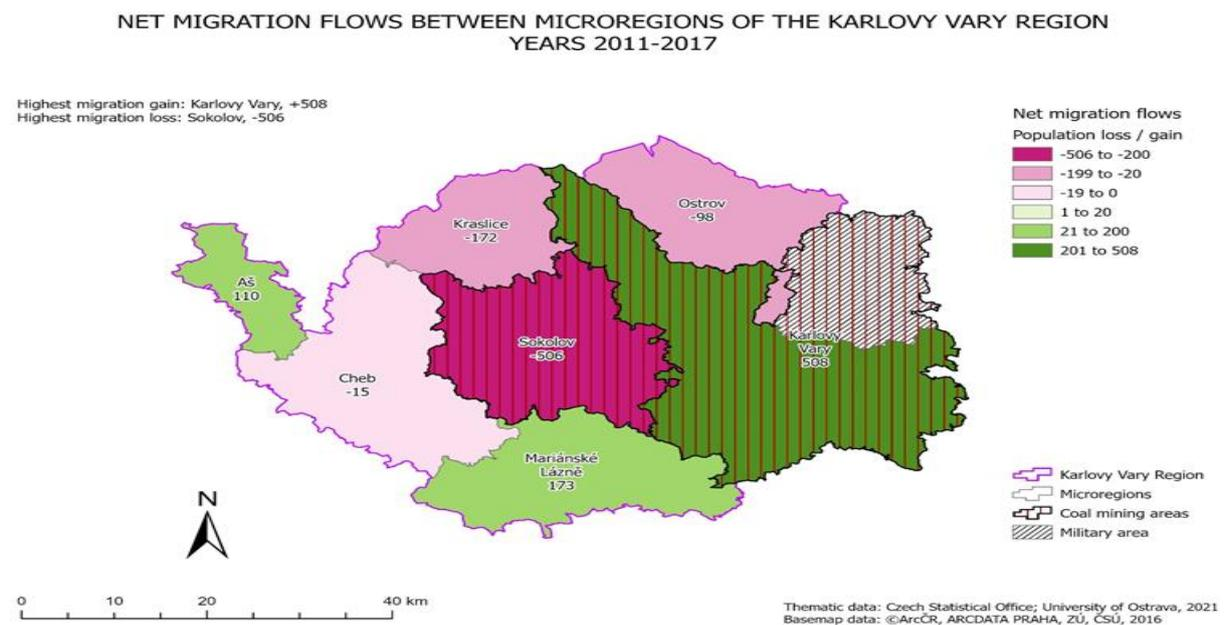 NET MIGRATION FLOWS BETWEEN MICROREGIONS OF THE KARLOVY VARY REGION
YEARS 2011-2017
Highest migration gain: Karlovy Vary, +508
Highest migration loss: Sokolov, -506
Net migration flows
Population loss / gain
-506 to -200
-199 to -20
-19 to 0
1 to 20
21 to 200
201 to 508
Ostrov
-98
Kraslice
-172
Aš
110
Karlovy
Vary
508
Sokolov
-506
Cheb
-15
Mariánské
Lázně
173
N
Karlovy Vary Region
Microregions
Coal mining areas
Military area
0 10 20 40 km
Thematic data: Czech Statistical Office; University of Ostrava, 2021
Basemap data: ©ArcČR, ARCDATA PRAHA, ZÚ, ČSÚ, 2016